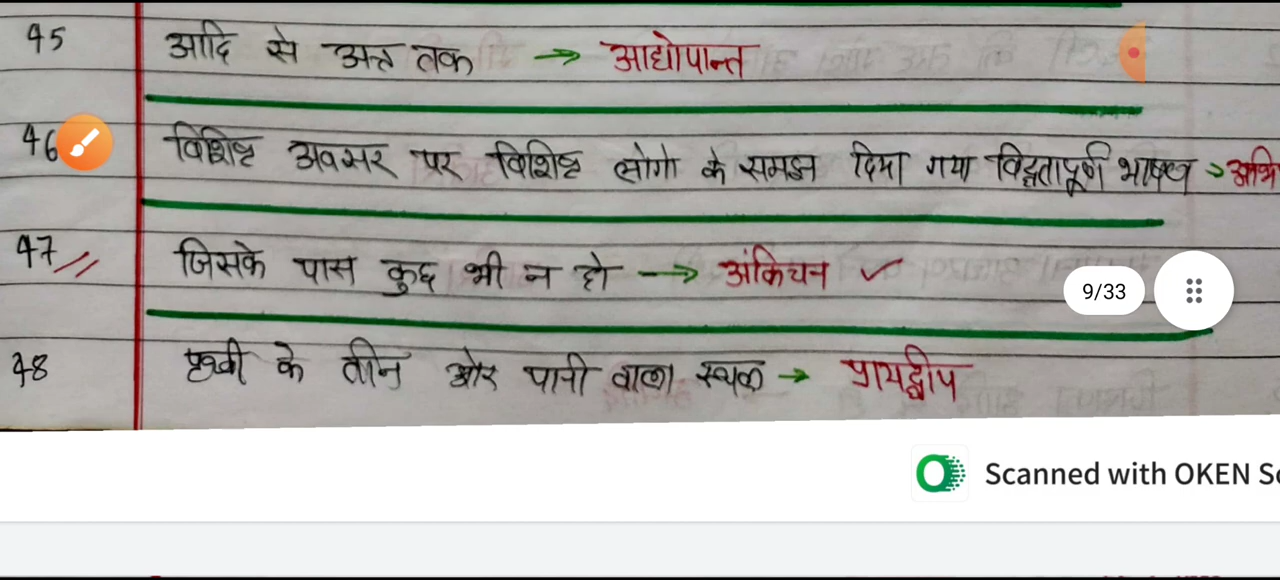 45 आदि से अन्त तक → आद्योपान्त
46 विशिष्ट अवसर पर विशिष्ट लोगो के समक्ष दिया गया विद्वतापूर्ण भाषण → अभि
47 जिसके पास कुछ भी न हो → अंकिचन ✓
9/33
48 पृथ्वी के तीन ओर पानी वाला स्थल → प्रायद्वीप
Scanned with OKEN Sc